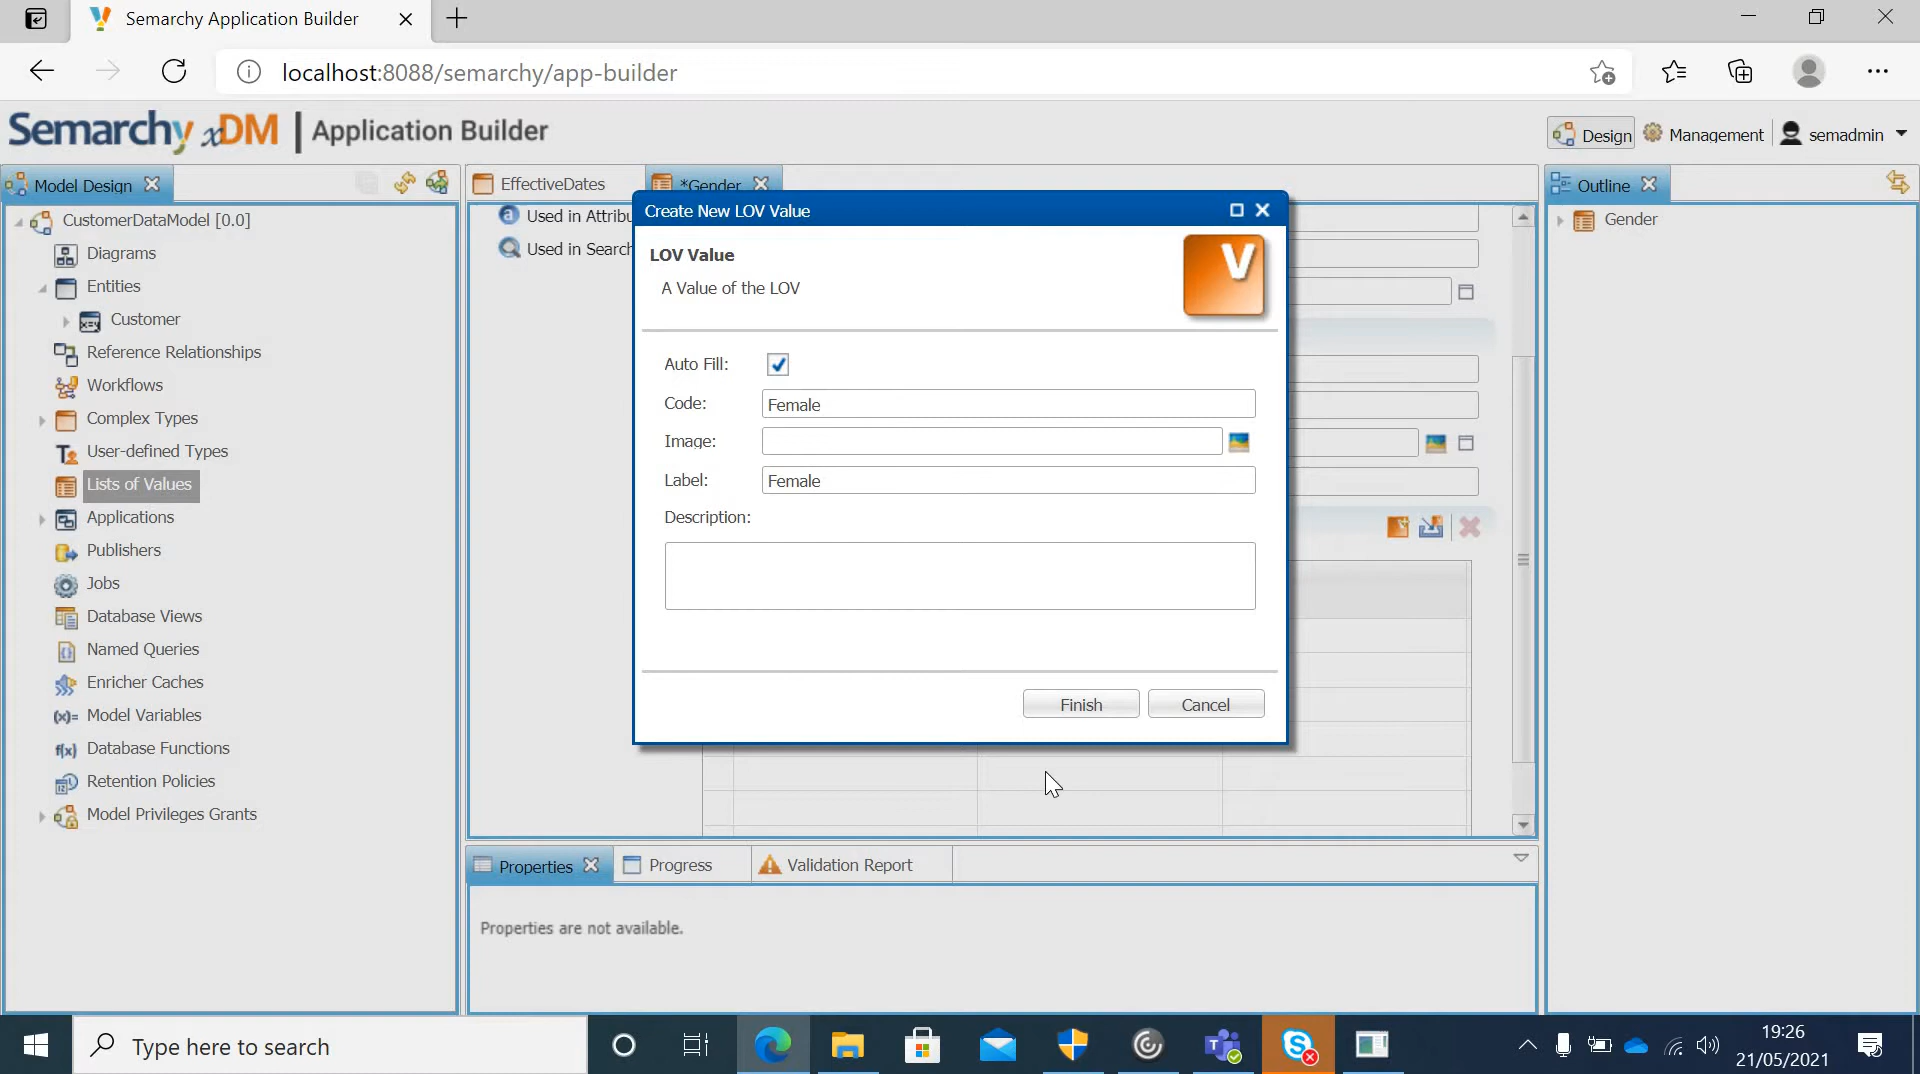 Semarchy Application Builder
localhost:8088/semarchy/app-builder
Semarchy xDM | Application Builder
Design
Management
semadmin
Model Design
CustomerDataModel [0.0]
Diagrams
Entities
Customer
Reference Relationships
Workflows
Complex Types
User-defined Types
Lists of Values
Applications
Publishers
Jobs
Database Views
Named Queries
Enricher Caches
Model Variables
Database Functions
Retention Policies
Model Privileges Grants
EffectiveDates
*Gender
Used in Attribu
Used in Search
Create New LOV Value
LOV Value
A Value of the LOV
Auto Fill:
Code: Female
Image:
Label: Female
Description:
Finish
Cancel
Outline
Gender
Properties
Progress
Validation Report
Properties are not available.
Type here to search
19:26
21/05/2021